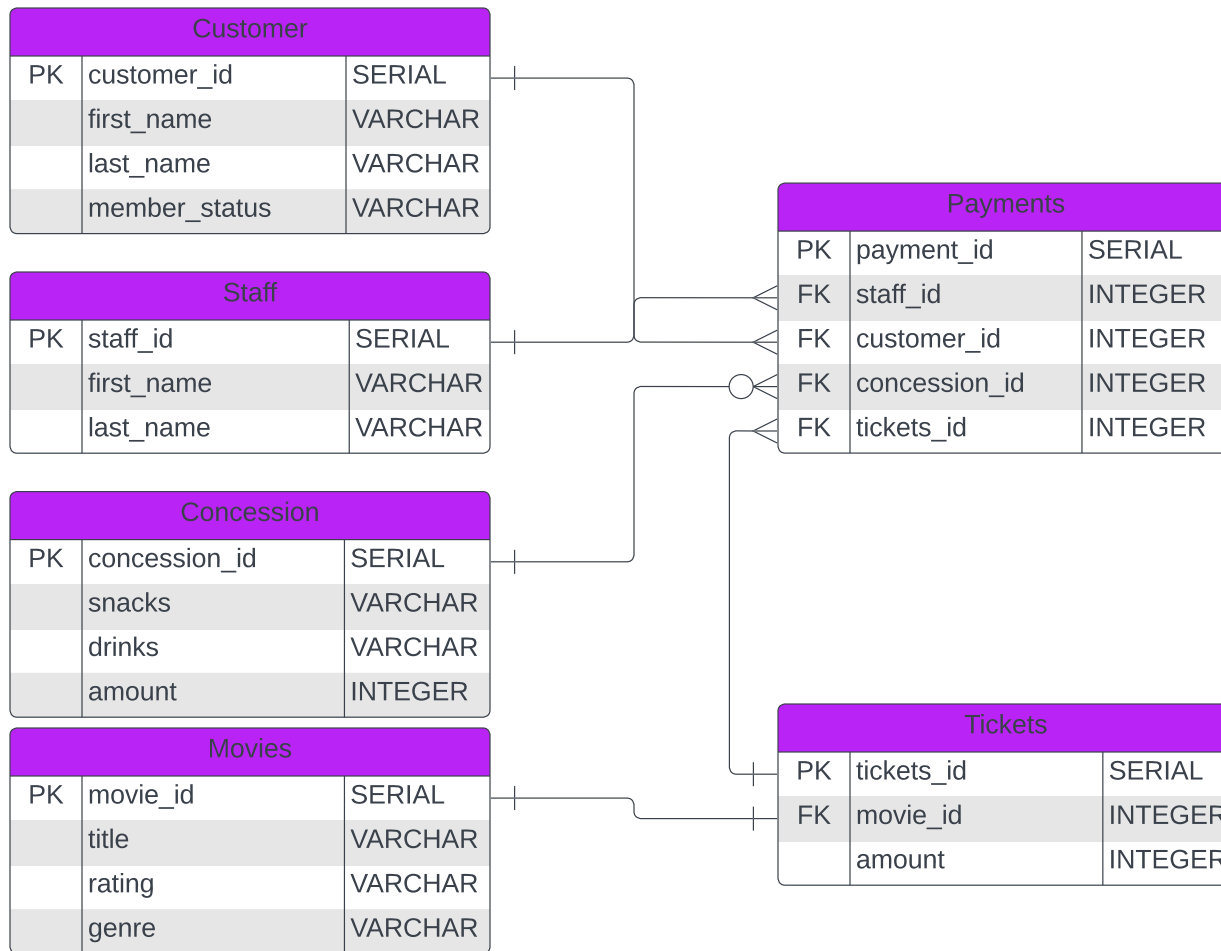 Customer
PK customer_id SERIAL
first_name VARCHAR
last_name VARCHAR
member_status VARCHAR
Staff
PK staff_id SERIAL
first_name VARCHAR
last_name VARCHAR
Concession
PK concession_id SERIAL
snacks VARCHAR
drinks VARCHAR
amount INTEGER
Movies
PK movie_id SERIAL
title VARCHAR
rating VARCHAR
genre VARCHAR
Payments
PK payment_id SERIAL
FK staff_id INTEGER
FK customer_id INTEGER
FK concession_id INTEGER
FK tickets_id INTEGER
Tickets
PK tickets_id SERIAL
FK movie_id INTEGER
amount INTEGER